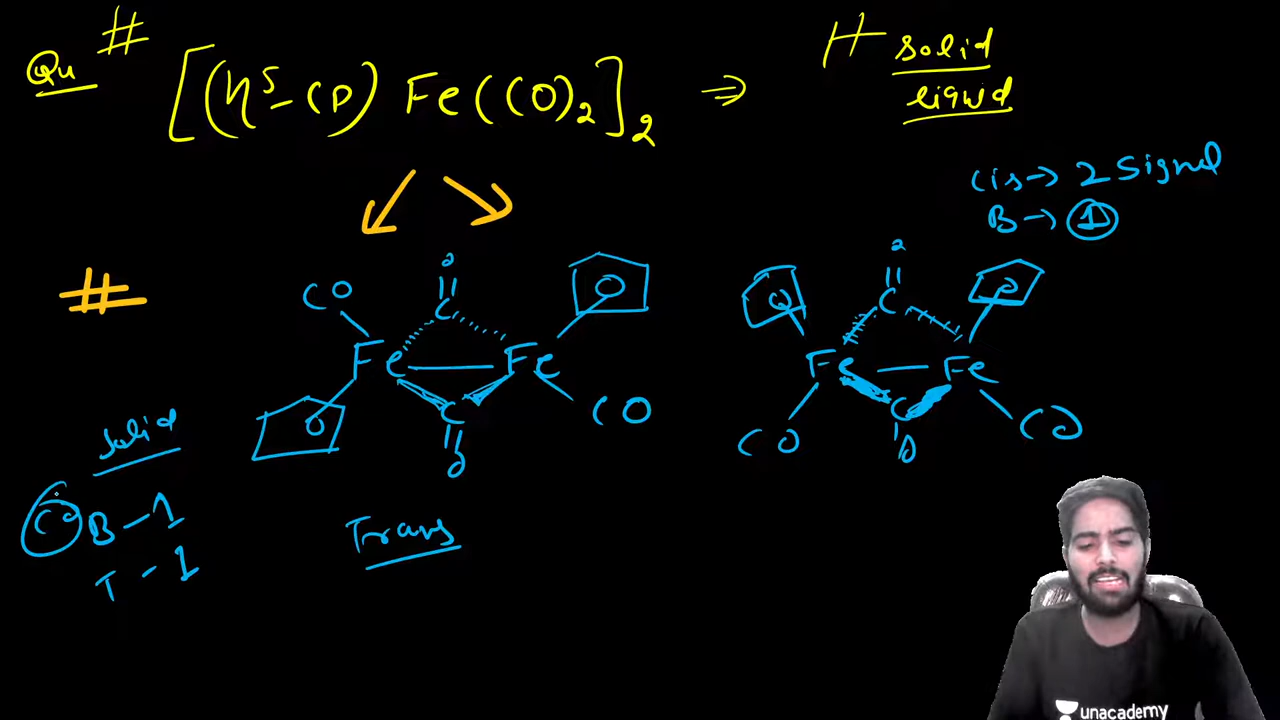 Qu # [(η⁵-Cp) Fe(CO)₂]₂ ⇒ solid
liquid
Cis → 2 Signal
B → 1
CO O
C
Fe Fe
C
O CO
Trans
O
C
Fe Fe
CO C CO
O
Solid
CO B - 1
T - 1
unacademy